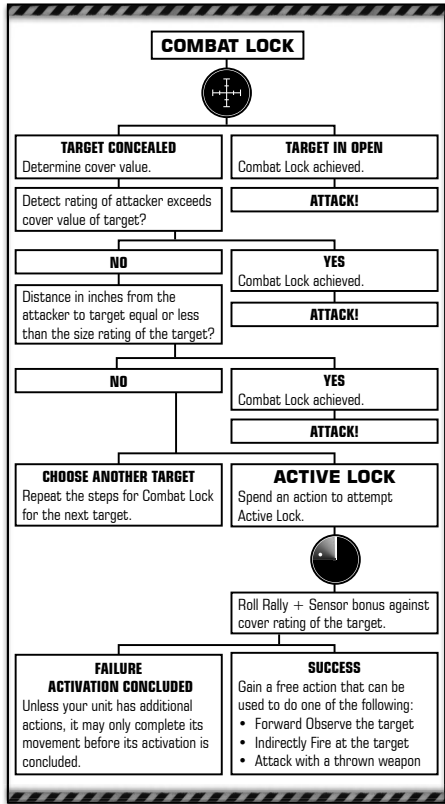 COMBAT LOCK
TARGET CONCEALED
Determine cover value.
TARGET IN OPEN
Combat Lock achieved.
Detect rating of attacker exceeds
cover value of target?
ATTACK!
NO
YES
Combat Lock achieved.
Distance in inches from the
attacker to target equal or less
than the size rating of the target?
ATTACK!
NO
YES
Combat Lock achieved.
ATTACK!
CHOOSE ANOTHER TARGET
Repeat the steps for Combat Lock
for the next target.
ACTIVE LOCK
Spend an action to attempt
Active Lock.
Roll Rally + Sensor bonus against
cover rating of the target.
FAILURE
ACTIVATION CONCLUDED
Unless your unit has additional
actions, it may only complete its
movement before its activation is
concluded.
SUCCESS
Gain a free action that can be
used to do one of the following:
• Forward Observe the target
• Indirectly Fire at the target
• Attack with a thrown weapon